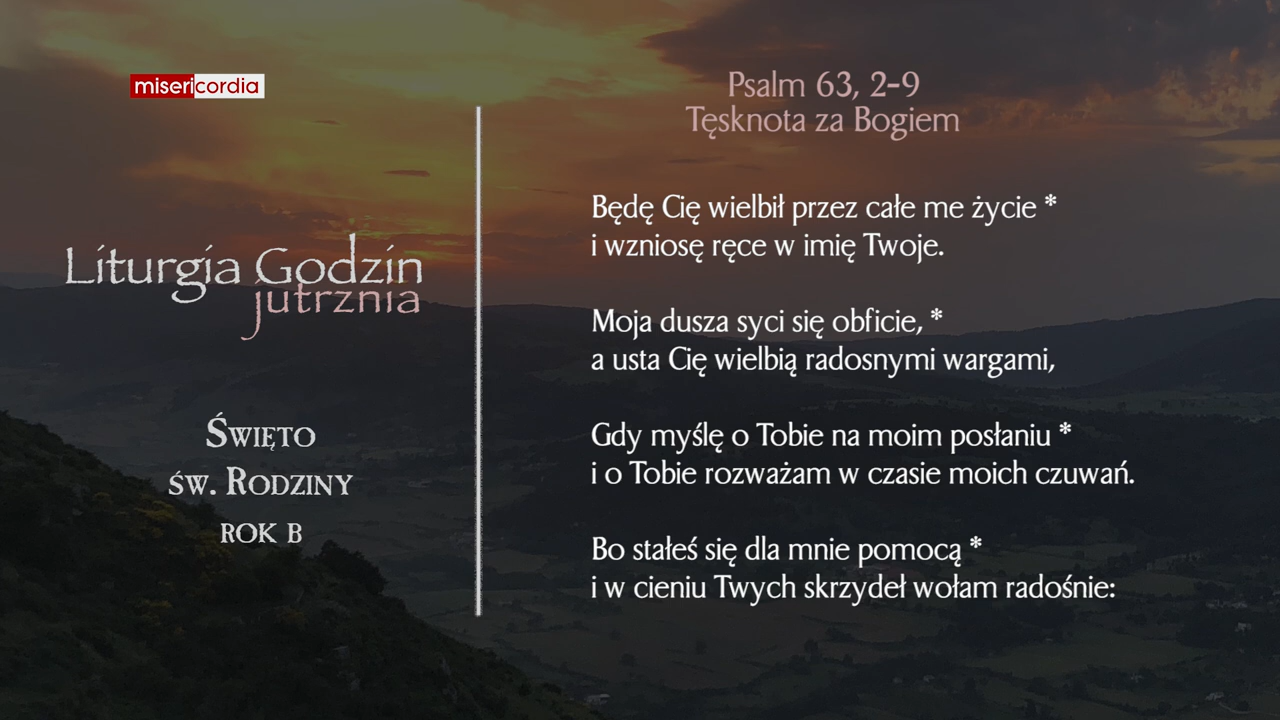 misericordia
Liturgia Godzin
jutrznia
Święto
św. Rodziny
rok B
Psalm 63, 2-9
Tęsknota za Bogiem
Będę Cię wielbił przez całe me życie *
i wzniosę ręce w imię Twoje.
Moja dusza syci się obficie, *
a usta Cię wielbią radosnymi wargami,
Gdy myślę o Tobie na moim posłaniu *
i o Tobie rozważam w czasie moich czuwań.
Bo stałeś się dla mnie pomocą *
i w cieniu Twych skrzydeł wołam radośnie: